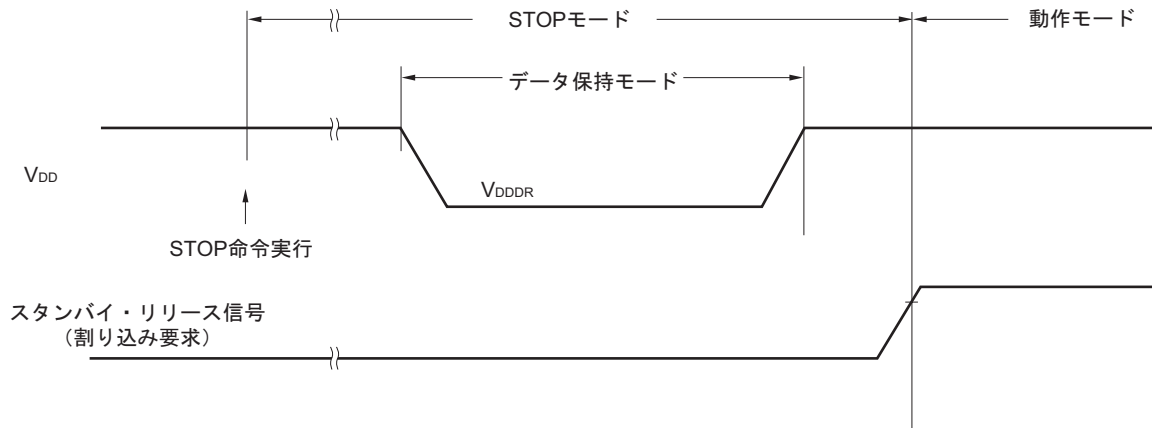 STOPモード
動作モード
データ保持モード
VDD
VDDDR
STOP命令実行
スタンバイ・リリース信号
（割り込み要求）